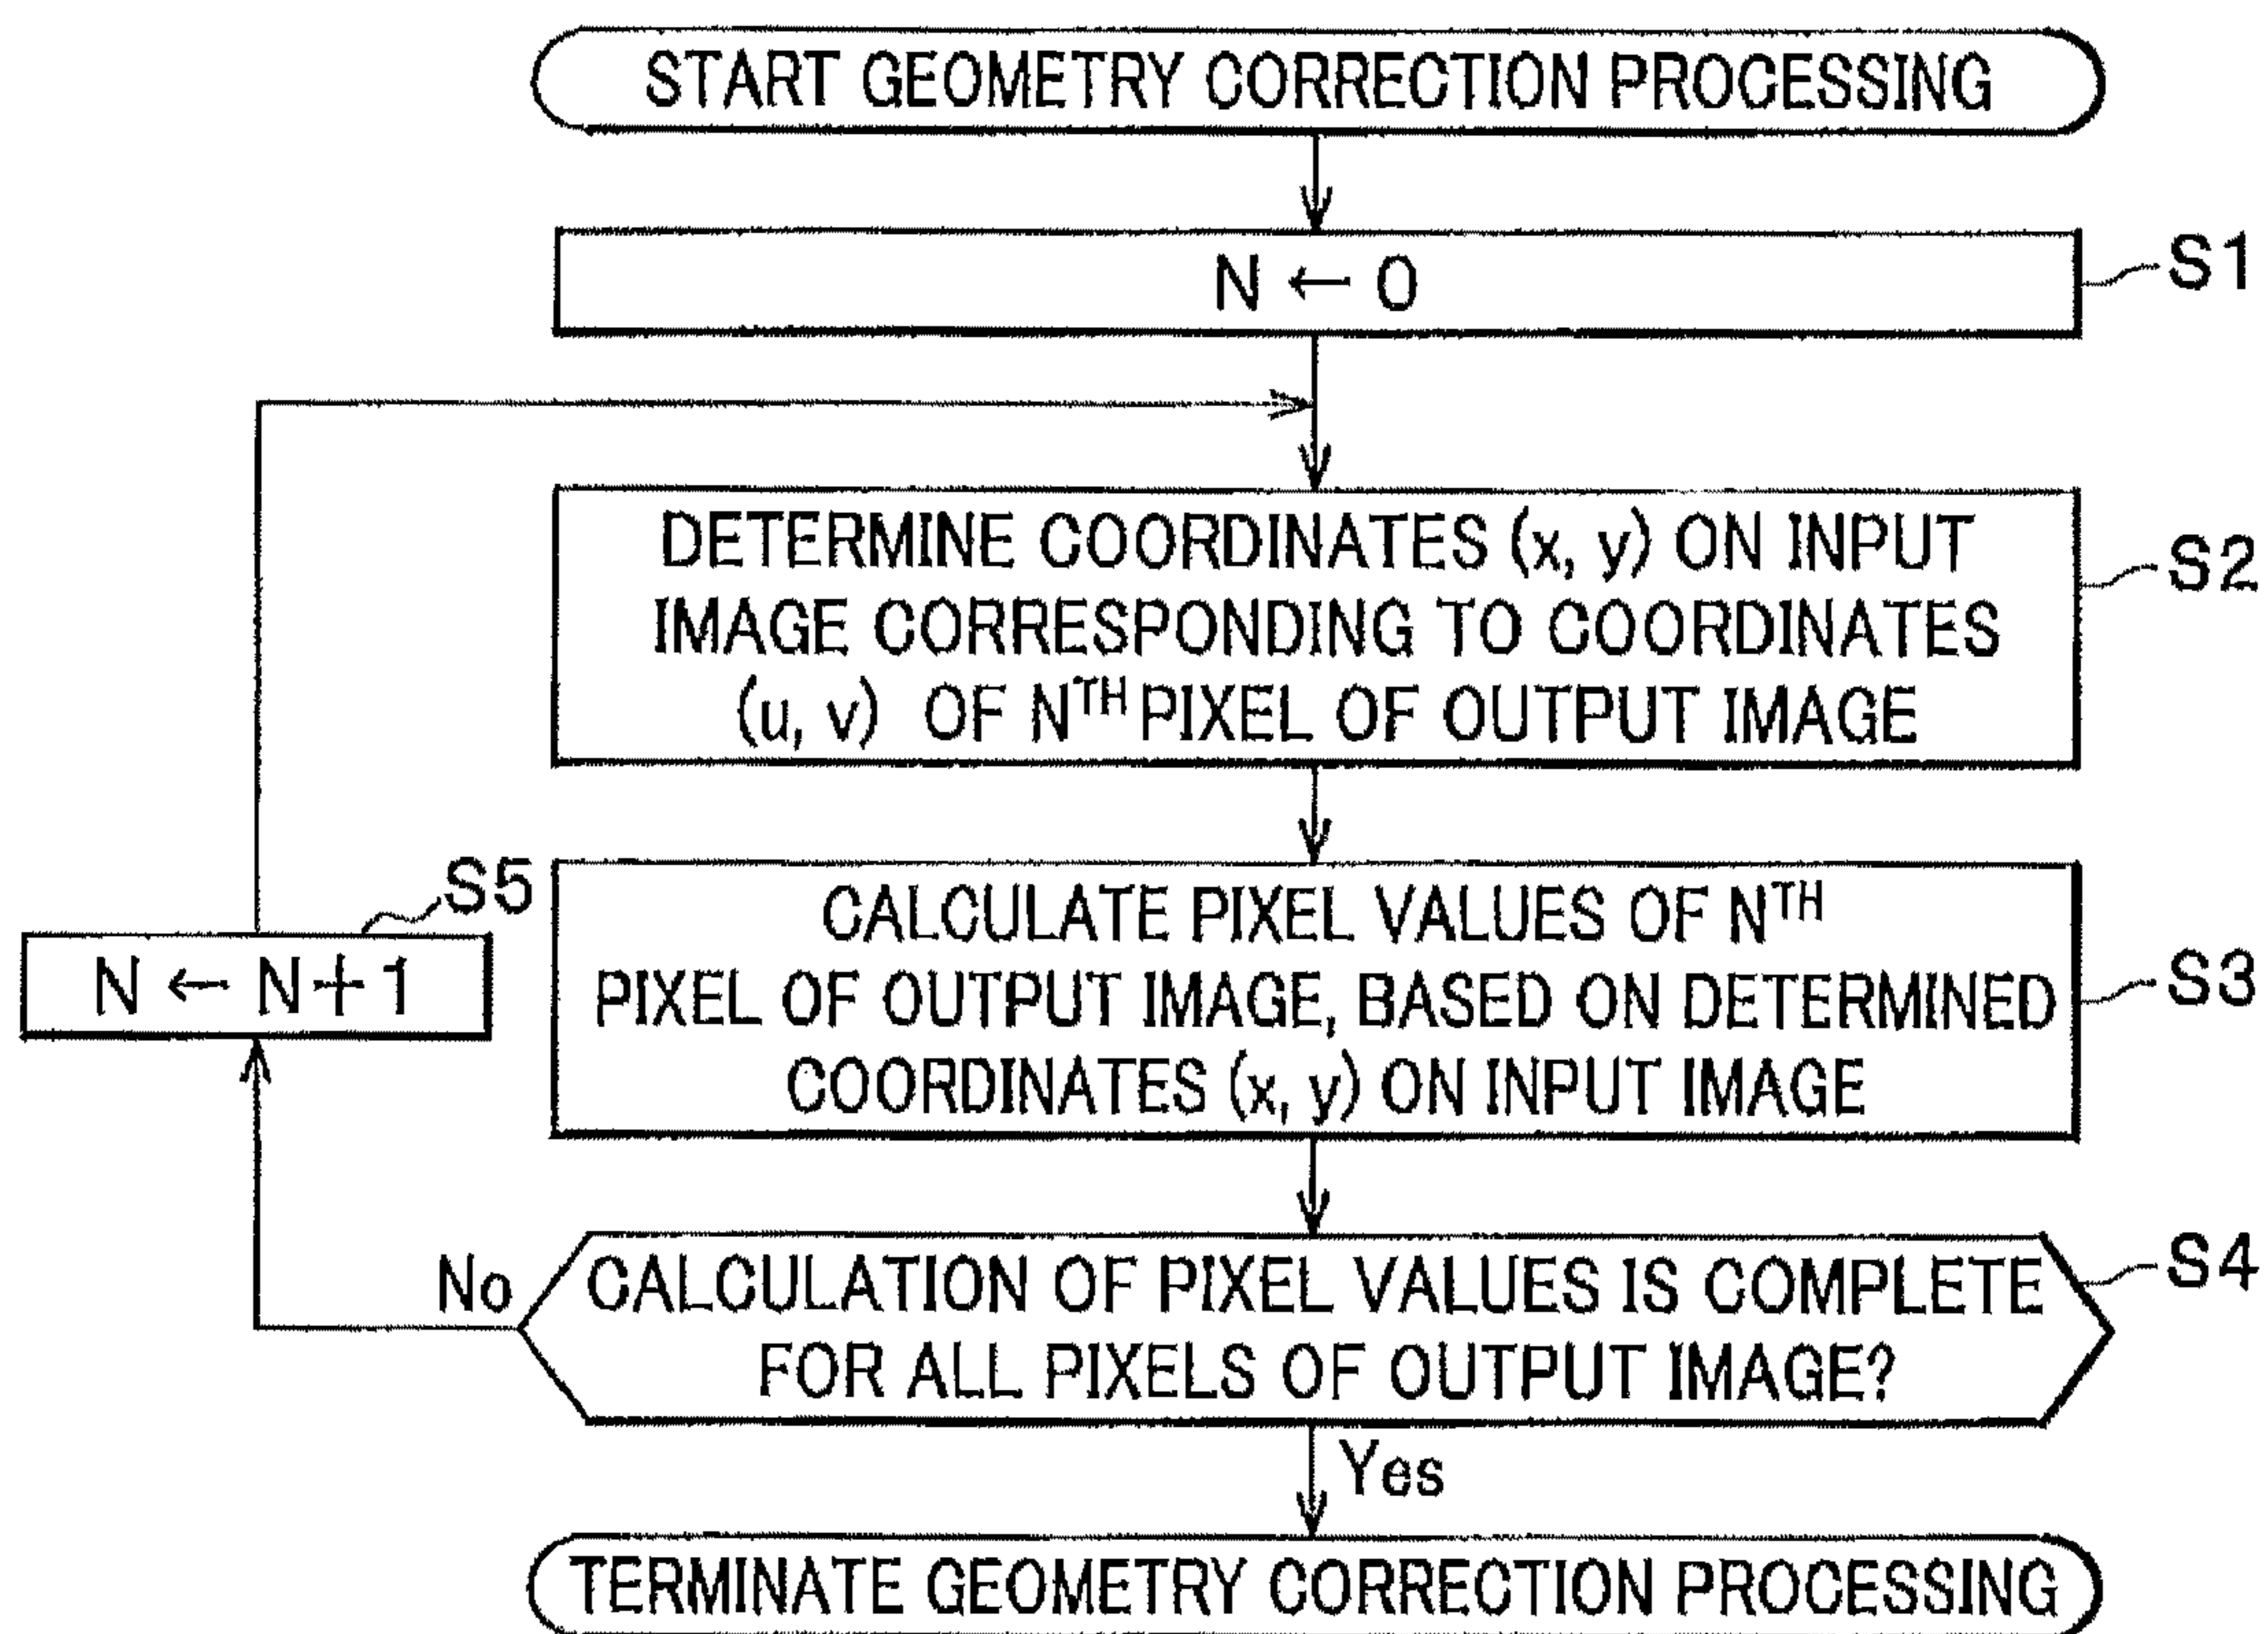 START GEOMETRY CORRECTION PROCESSING
N ← 0
S1
DETERMINE COORDINATES (x, y) ON INPUT
IMAGE CORRESPONDING TO COORDINATES
(u, v) OF N^TH PIXEL OF OUTPUT IMAGE
S2
CALCULATE PIXEL VALUES OF N^TH
PIXEL OF OUTPUT IMAGE, BASED ON DETERMINED
COORDINATES (x, y) ON INPUT IMAGE
S3
S5
N ← N+1
No
CALCULATION OF PIXEL VALUES IS COMPLETE
FOR ALL PIXELS OF OUTPUT IMAGE?
S4
Yes
TERMINATE GEOMETRY CORRECTION PROCESSING